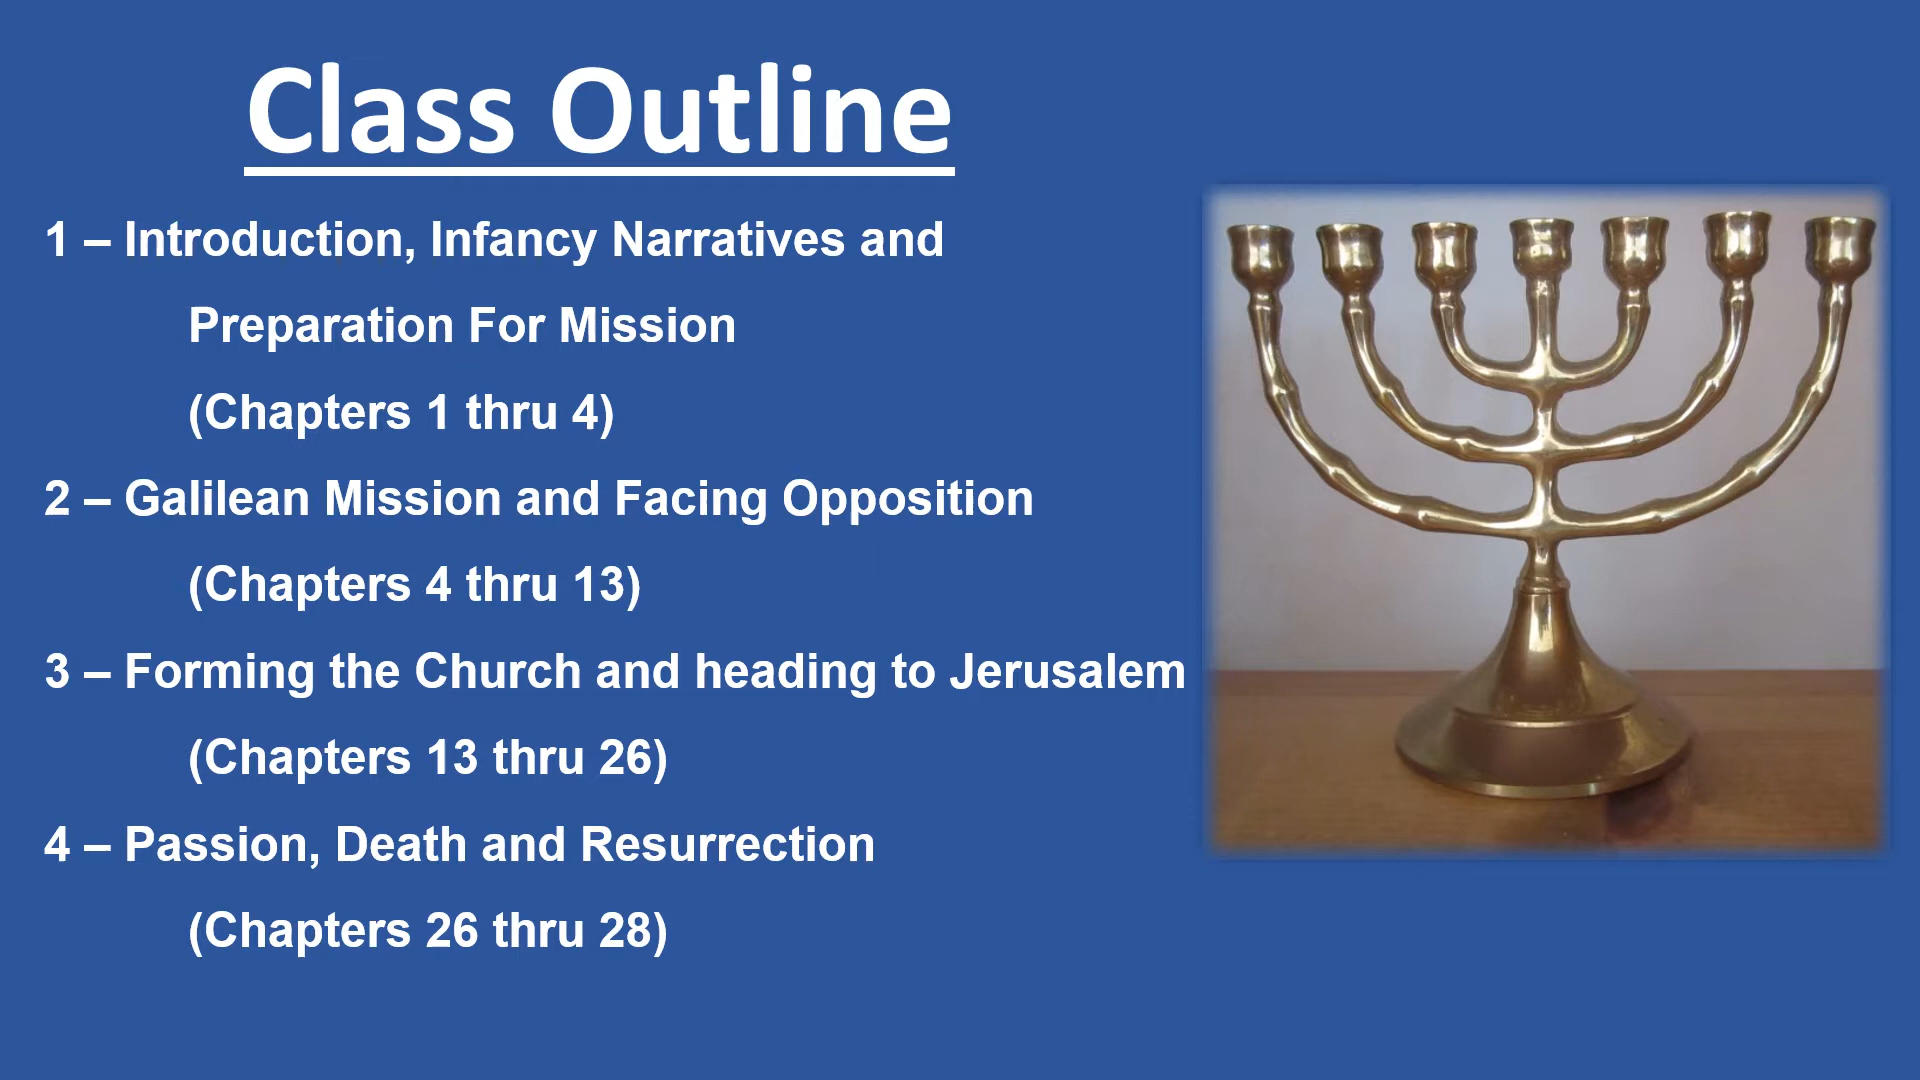 Class Outline
1 – Introduction, Infancy Narratives and
Preparation For Mission
(Chapters 1 thru 4)
2 – Galilean Mission and Facing Opposition
(Chapters 4 thru 13)
3 – Forming the Church and heading to Jerusalem
(Chapters 13 thru 26)
4 – Passion, Death and Resurrection
(Chapters 26 thru 28)